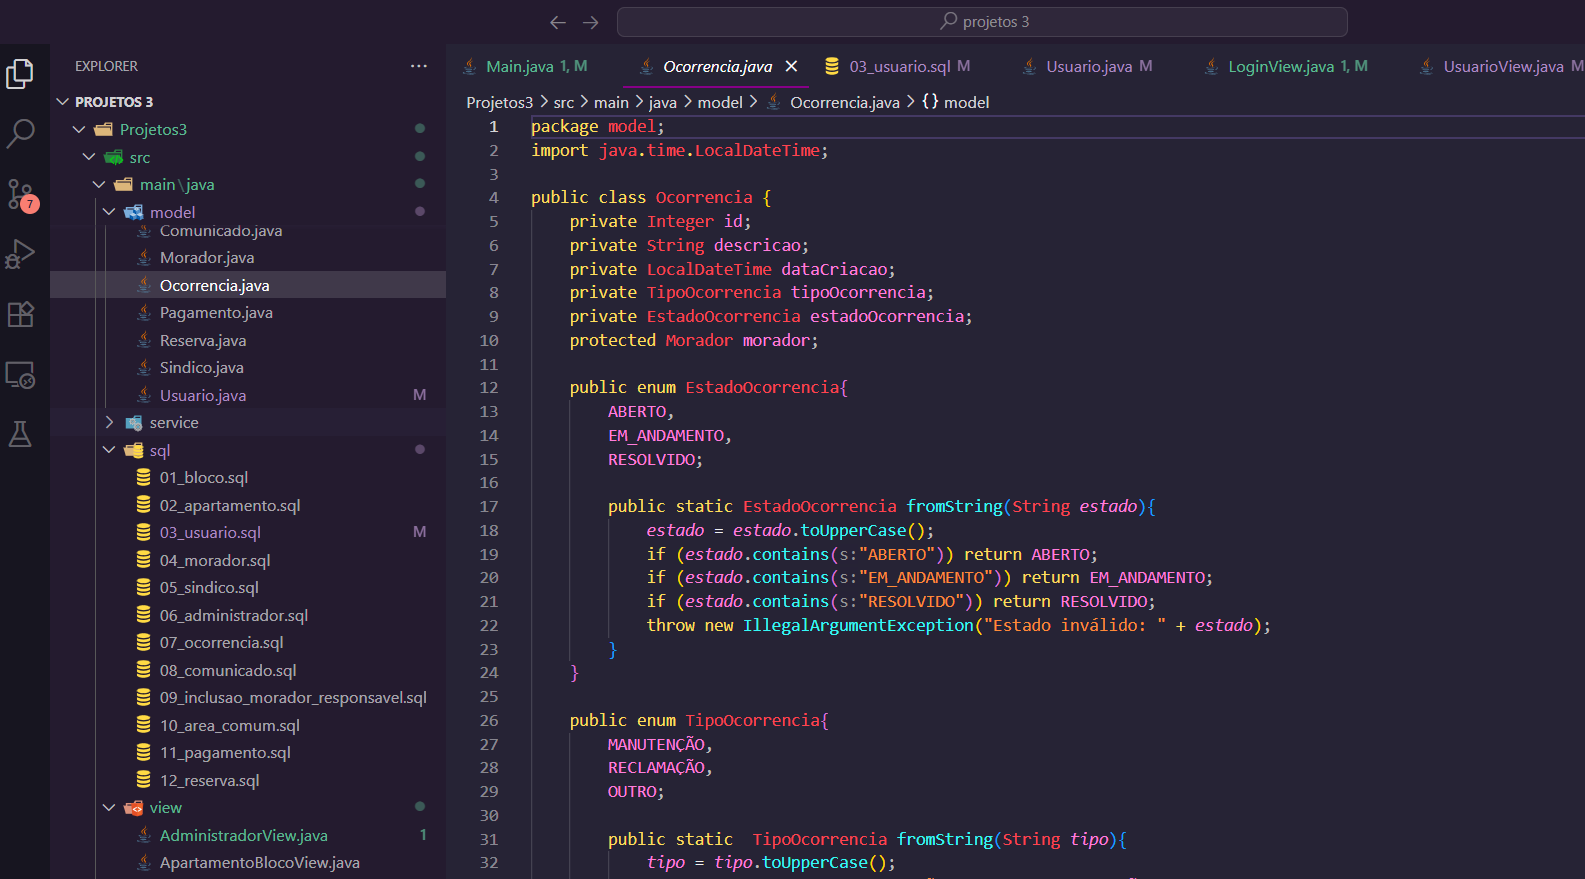 projetos 3
EXPLORER
PROJETOS 3
Projetos3
src
main\java
model
Comunicado.java
Morador.java
Ocorrencia.java
Pagamento.java
Reserva.java
Sindico.java
Usuario.java M
service
sql
01_bloco.sql
02_apartamento.sql
03_usuario.sql M
04_morador.sql
05_sindico.sql
06_administrador.sql
07_ocorrencia.sql
08_comunicado.sql
09_inclusao_morador_responsavel.sql
10_area_comum.sql
11_pagamento.sql
12_reserva.sql
view
AdministradorView.java 1
ApartamentoBlocoView.java
7
Main.java 1, M Ocorrencia.java 03_usuario.sql M Usuario.java M LoginView.java 1, M UsuarioView.java M
Projetos3 > src > main > java > model > Ocorrencia.java > {} model
1 package model;
2 import java.time.LocalDateTime;
3
4 public class Ocorrencia {
5 private Integer id;
6 private String descricao;
7 private LocalDateTime dataCriacao;
8 private TipoOcorrencia tipoOcorrencia;
9 private EstadoOcorrencia estadoOcorrencia;
10 protected Morador morador;
11
12 public enum EstadoOcorrencia{
13 ABERTO,
14 EM_ANDAMENTO,
15 RESOLVIDO;
16
17 public static EstadoOcorrencia fromString(String estado){
18 estado = estado.toUpperCase();
19 if (estado.contains(s:"ABERTO")) return ABERTO;
20 if (estado.contains(s:"EM_ANDAMENTO")) return EM_ANDAMENTO;
21 if (estado.contains(s:"RESOLVIDO")) return RESOLVIDO;
22 throw new IllegalArgumentException("Estado inválido: " + estado);
23 }
24 }
25
26 public enum TipoOcorrencia{
27 MANUTENÇÃO,
28 RECLAMAÇÃO,
29 OUTRO;
30
31 public static  TipoOcorrencia fromString(String tipo){
32 tipo = tipo.toUpperCase();